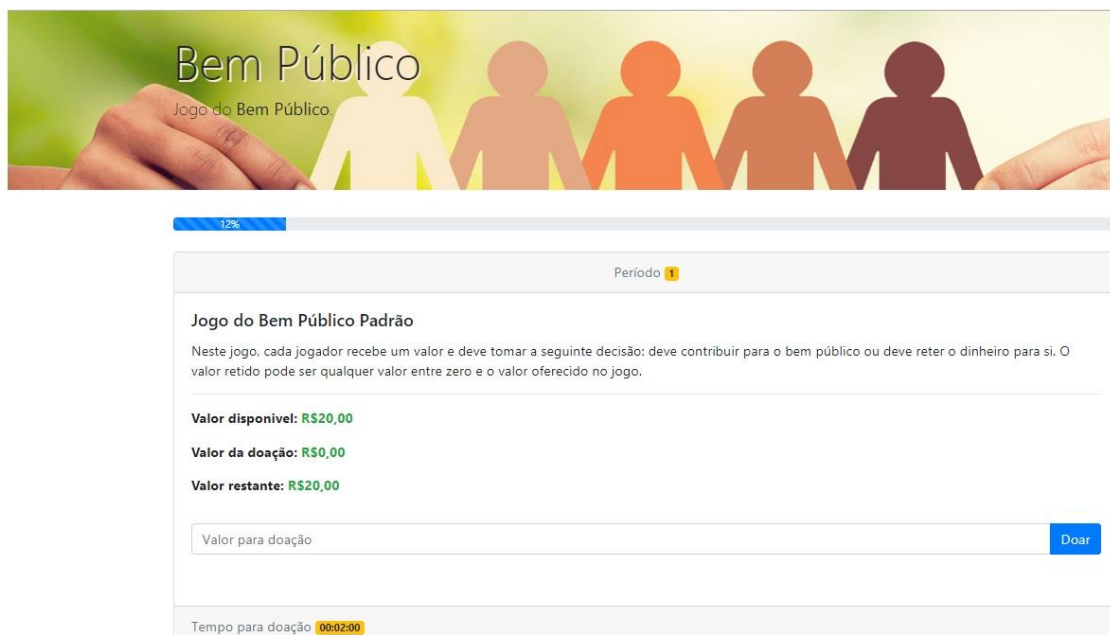 Bem Público
Jogo do Bem Público.
12%
Período 1
Jogo do Bem Público Padrão
Neste jogo, cada jogador recebe um valor e deve tomar a seguinte decisão: deve contribuir para o bem público ou deve reter o dinheiro para si. O
valor retido pode ser qualquer valor entre zero e o valor oferecido no jogo.
Valor disponivel: R$20,00
Valor da doação: R$0,00
Valor restante: R$20,00
Valor para doação
Doar
Tempo para doação 00:02:00